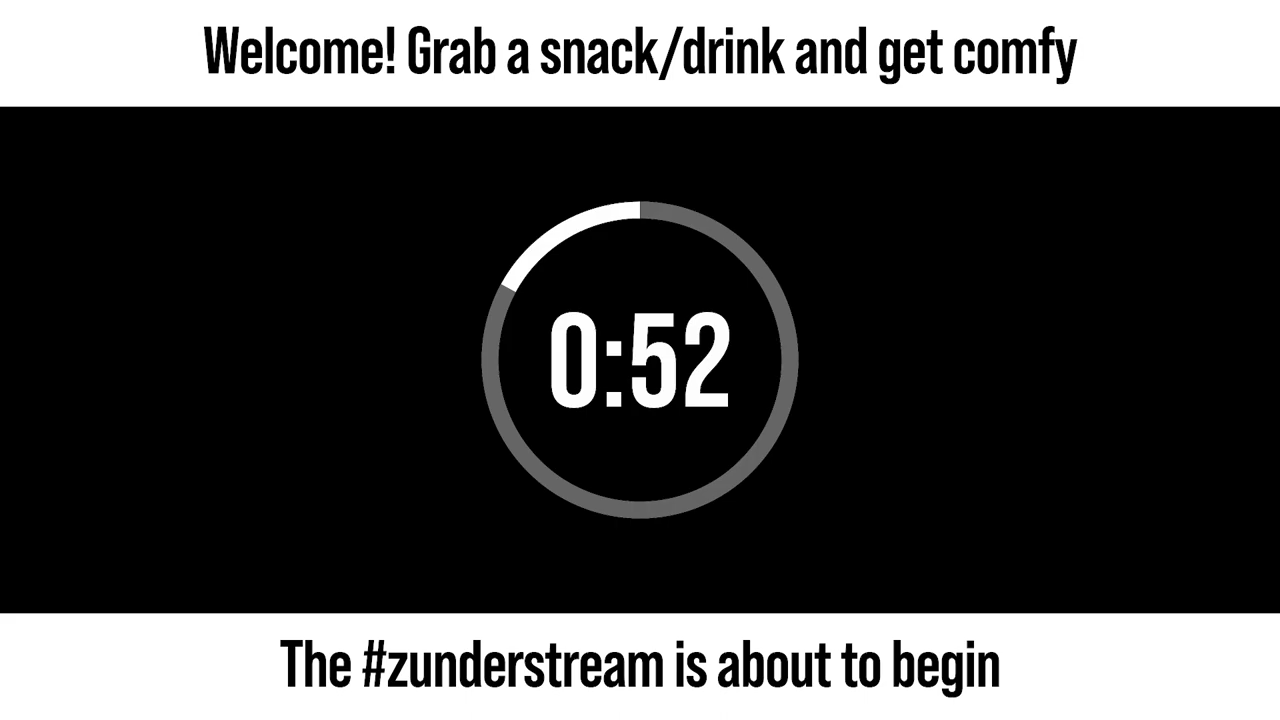 Welcome! Grab a snack/drink and get comfy
0:52
The #zunderstream is about to begin